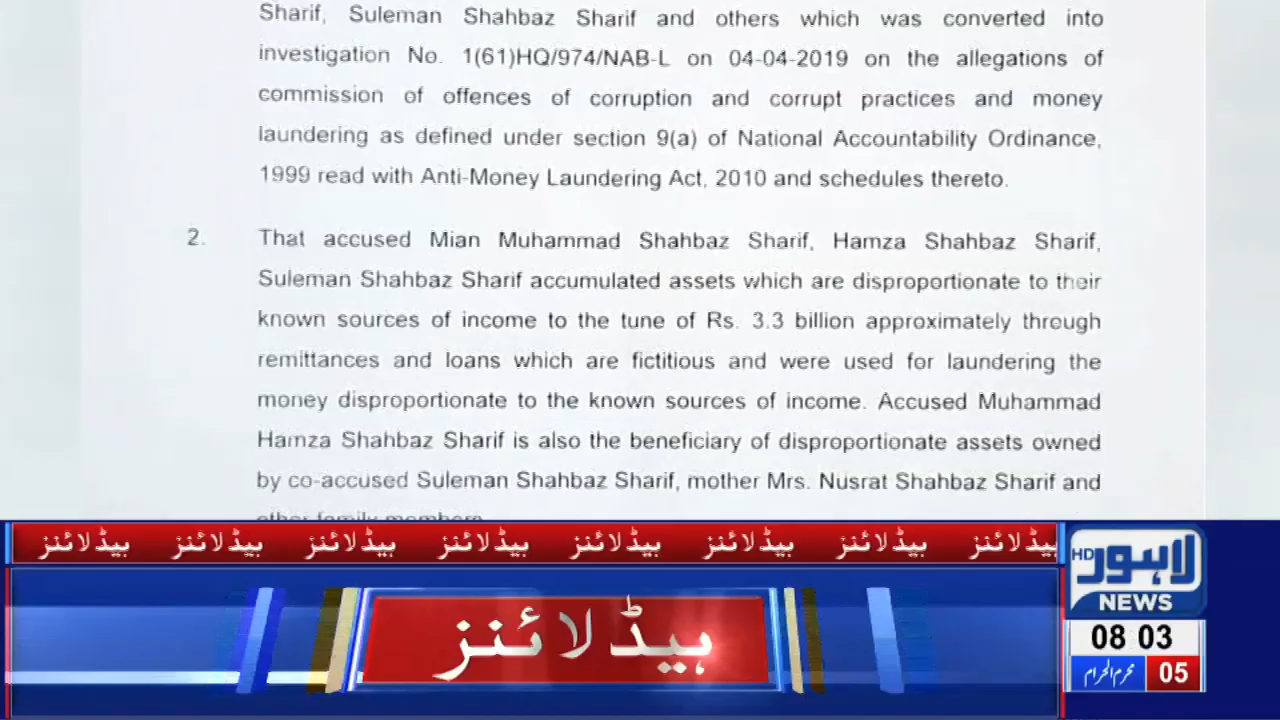 Sharif, Suleman Shahbaz Sharif and others which was converted into
investigation No. 1(61)HQ/974/NAB-L on 04-04-2019 on the allegations of
commission of offences of corruption and corrupt practices and money
laundering as defined under section 9(a) of National Accountability Ordinance,
1999 read with Anti-Money Laundering Act, 2010 and schedules thereto.
2. That accused Mian Muhammad Shahbaz Sharif, Hamza Shahbaz Sharif,
Suleman Shahbaz Sharif accumulated assets which are disproportionate to their
known sources of income to the tune of Rs. 3.3 billion approximately through
remittances and loans which are fictitious and were used for laundering the
money disproportionate to the known sources of income. Accused Muhammad
Hamza Shahbaz Sharif is also the beneficiary of disproportionate assets owned
by co-accused Suleman Shahbaz Sharif, mother Mrs. Nusrat Shahbaz Sharif and
other family members
ہیڈلائنز ہیڈلائنز ہیڈلائنز ہیڈلائنز ہیڈلائنز ہیڈلائنز ہیڈلائنز ہیڈلائنز
ہیڈلائنز
لاہور HD
NEWS
08 03
محرم الحرام 05